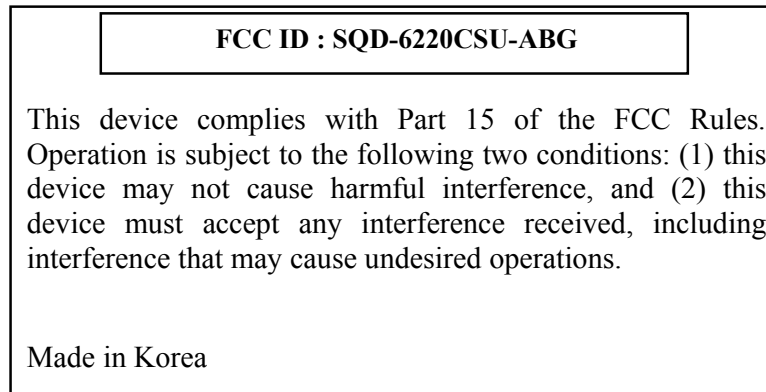 FCC ID : SQD-6220CSU-ABG
This device complies with Part 15 of the FCC Rules.
Operation is subject to the following two conditions: (1) this
device may not cause harmful interference, and (2) this
device must accept any interference received, including
interference that may cause undesired operations.
Made in Korea